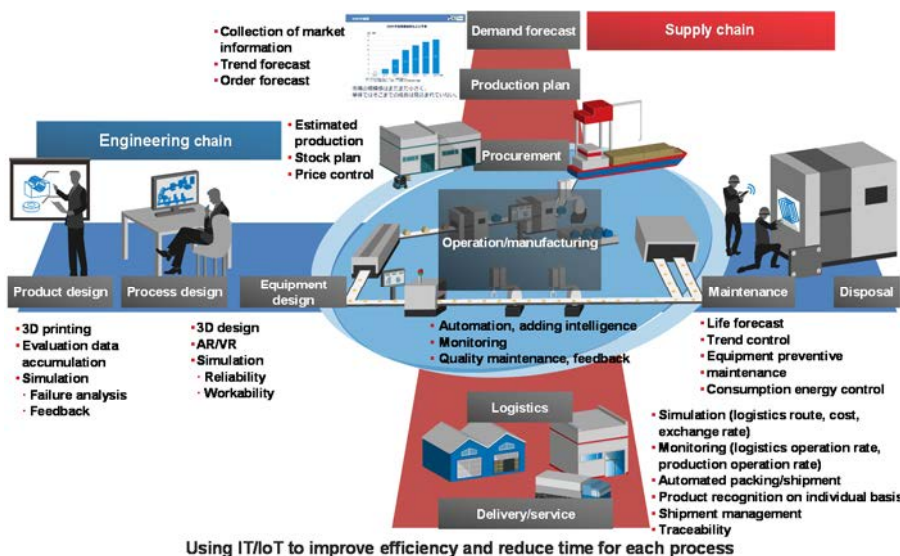 Demand forecast
Supply chain
• Collection of market
information
• Trend forecast
• Order forecast
Production plan
Engineering chain
• Estimated
production
• Stock plan
• Price control
Procurement
Operation/manufacturing
Product design
Process design
Equipment
design
Maintenance
Disposal
• 3D printing
• Evaluation data
accumulation
• Simulation
· Failure analysis
· Feedback
• 3D design
• AR/VR
• Simulation
· Reliability
· Workability
• Automation, adding intelligence
• Monitoring
• Quality maintenance, feedback
• Life forecast
• Trend control
• Equipment preventive
• maintenance
• Consumption energy control
Logistics
• Simulation (logistics route, cost,
exchange rate)
• Monitoring (logistics operation rate,
production operation rate)
• Automated packing/shipment
• Product recognition on individual basis
• Shipment management
• Traceability
Delivery/service
Using IT/IoT to improve efficiency and reduce time for each process